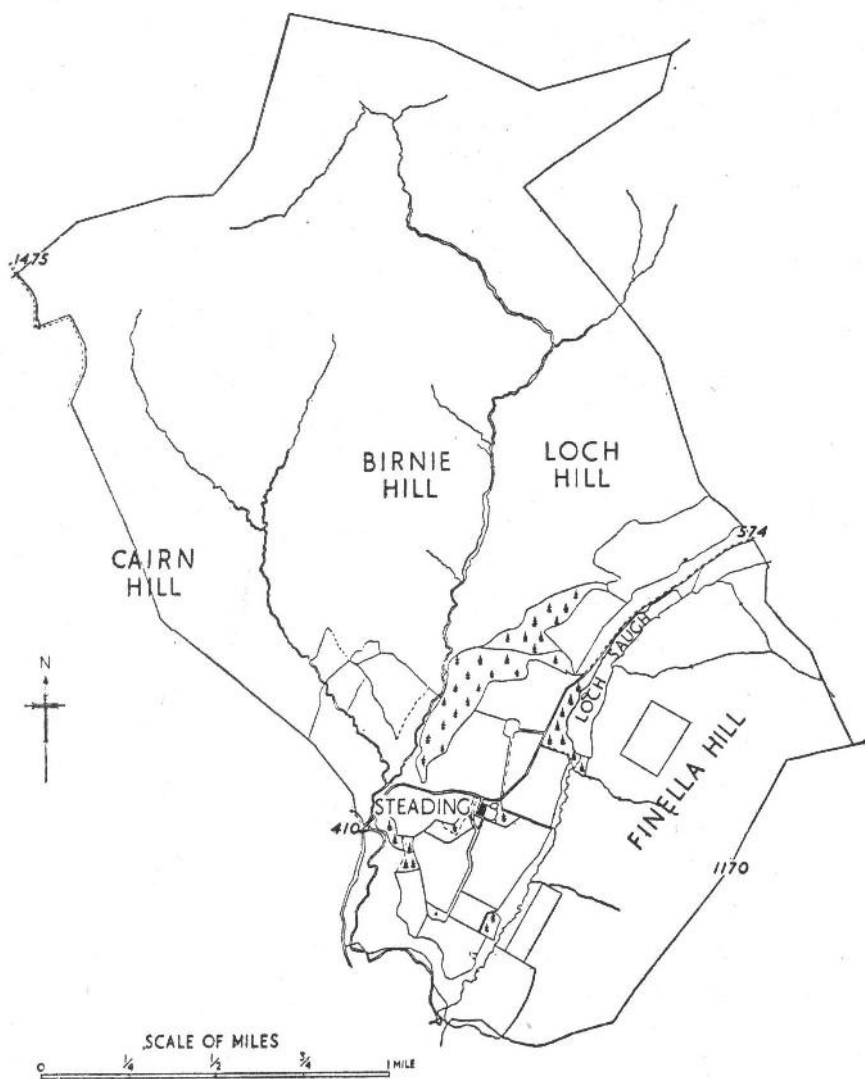 .1475
BIRNIE
HILL
LOCH
HILL
574
CAIRN
HILL
LOCH SAUGH
N
FINELLA HILL
STEADING
410
1170
SCALE OF MILES
0 ¼ ½ ¾ 1 MILE